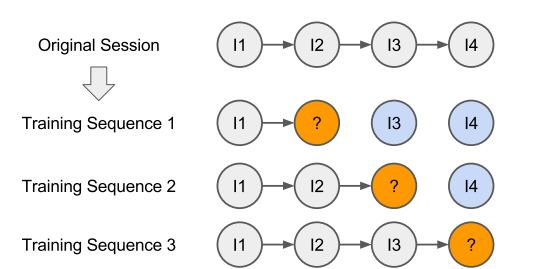 Original Session I1 I2 I3 I4
Training Sequence 1 I1 ? I3 I4
Training Sequence 2 I1 I2 ? I4
Training Sequence 3 I1 I2 I3 ?